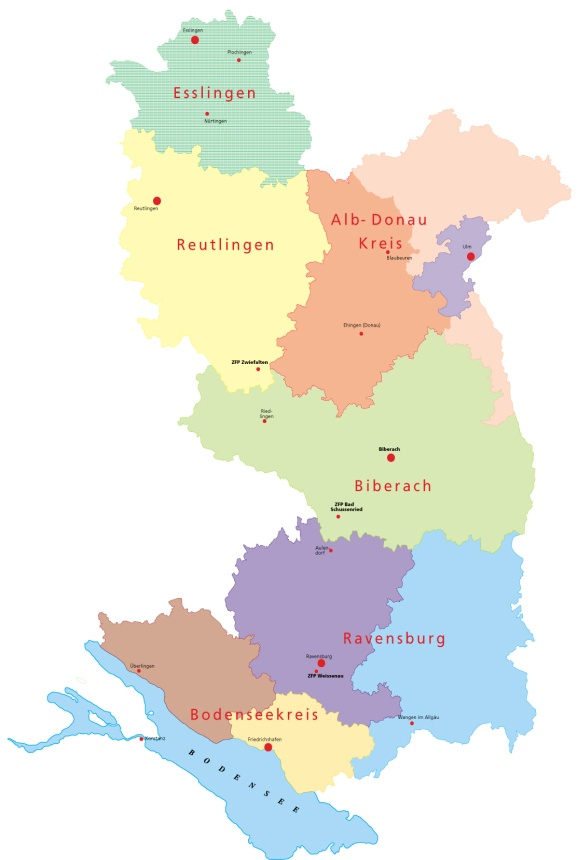 Esslingen
Plochingen
Esslingen
Nürtingen
Reutlingen
Reutlingen
Alb-Donau
Kreis
Blaubeuren
Ulm
Ehingen (Donau)
ZFP Zwiefalten
Ried-
lingen
Biberach
Biberach
ZFP Bad
Schussenried
Aulen
dorf
Ravensburg
Ravensburg
ZFP Weissenau
Überlingen
Bodenseekreis
Wangen im Allgäu
Konstanz
Friedrichshafen
BODENSEE